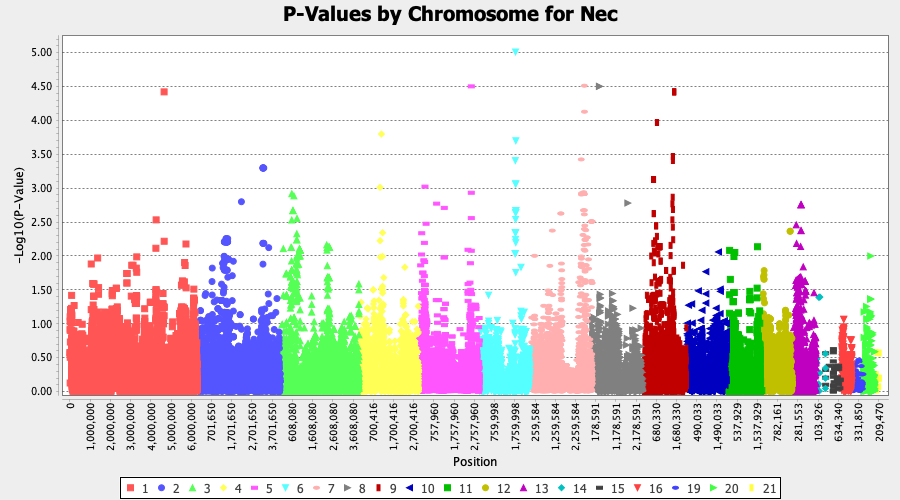 P-Values by Chromosome for Nec
−Log10(P-Value)
5.00
4.50
4.00
3.50
3.00
2.50
2.00
1.50
1.00
0.50
0.00
0 1,000,000 2,000,000 3,000,000 4,000,000 5,000,000 6,000,000 701,650 1,701,650 2,701,650 3,701,650 608,080 1,608,080 2,608,080 3,608,080 700,416 1,700,416 2,700,416 757,960 1,757,960 2,757,960 759,998 1,759,998 259,584 1,259,584 2,259,584 178,591 1,178,591 2,178,591 680,330 1,680,330 490,033 1,490,033 537,929 1,537,929 782,161 281,553 103,926 634,340 331,850 209,470
Position
1 2 3 4 5 6 7 8 9 10 11 12 13 14 15 16 19 20 21